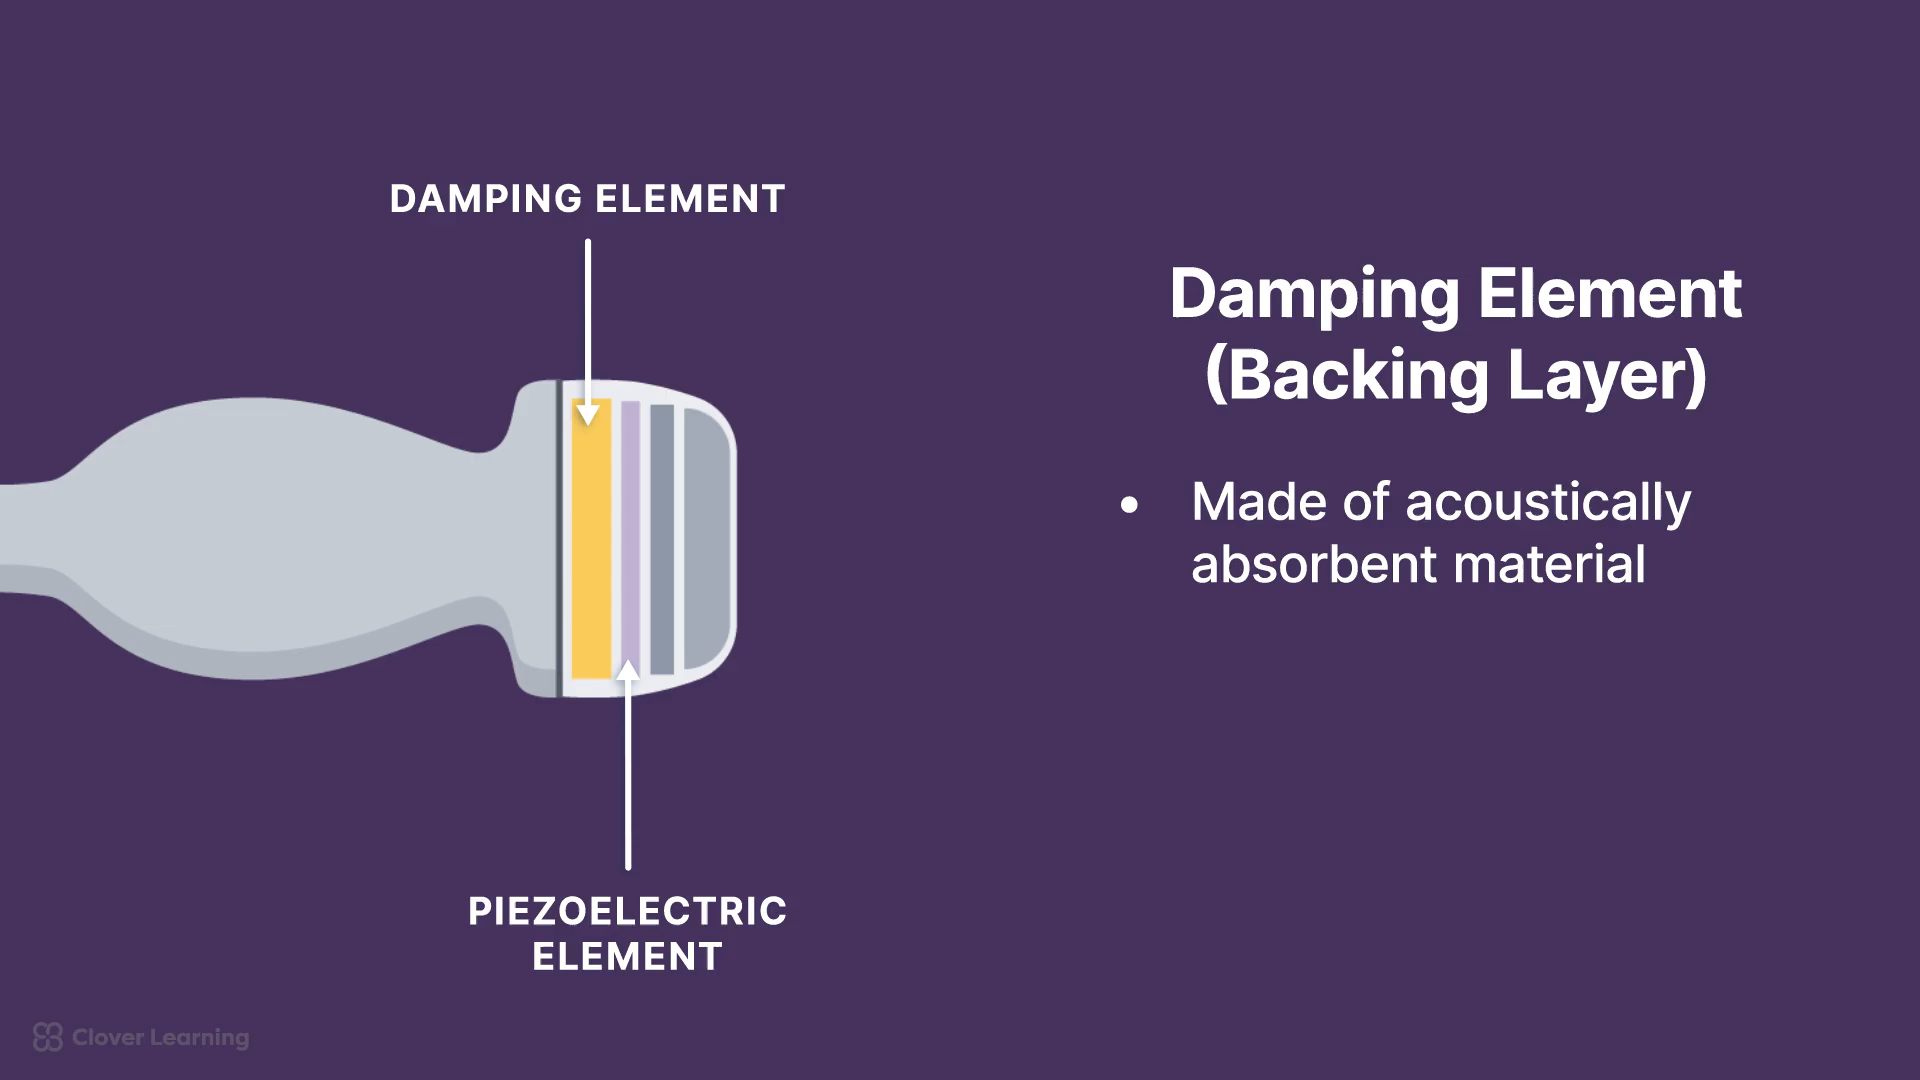 DAMPING ELEMENT
Damping Element
(Backing Layer)
• Made of acoustically
absorbent material
PIEZOELECTRIC
ELEMENT
Clover Learning